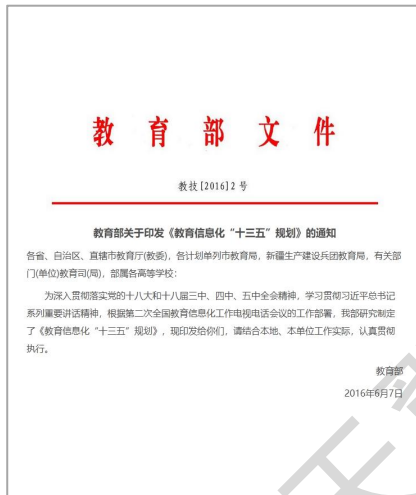 教育部文件
教技[2016]2 号
教育部关于印发《教育信息化“十三五”规划》的通知
各省、自治区、直辖市教育厅(教委)，各计划单列市教育局，新疆生产建设兵团教育局，有关部
门(单位)教育司(局)，部属各高等学校：
为深入贯彻落实党的十八大和十八届三中、四中、五中全会精神，学习贯彻习近平总书记
系列重要讲话精神，根据第二次全国教育信息化工作电视电话会议的工作部署，我部研究制定
了《教育信息化“十三五”规划》，现印发给你们，请结合本地、本单位工作实际，认真贯彻
执行。
教育部
2016年6月7日